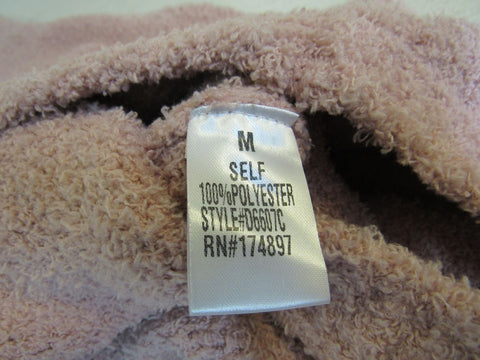 M
SELF
100%POLYESTER
STYLE#D6607C
RN#174897